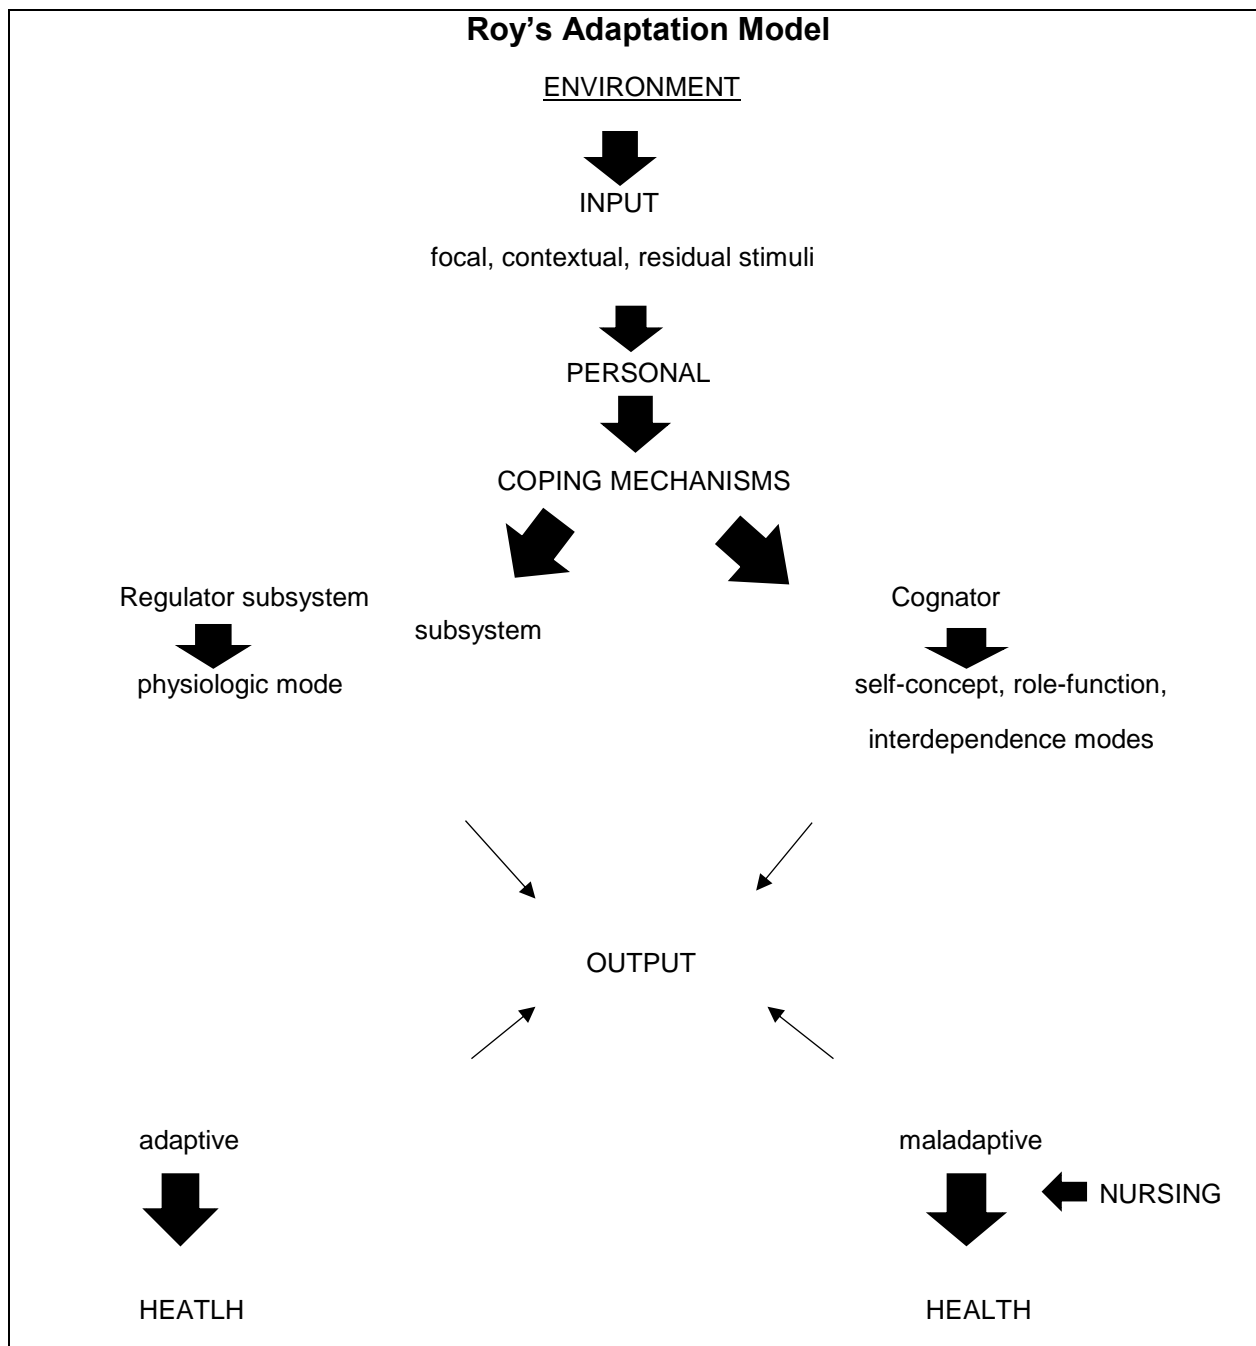 Roy’s Adaptation Model
ENVIRONMENT
INPUT
focal, contextual, residual stimuli
PERSONAL
COPING MECHANISMS
Regulator subsystem
Cognator
subsystem
physiologic mode
self-concept, role-function,
interdependence modes
OUTPUT
adaptive
maladaptive
NURSING
HEATLH
HEALTH